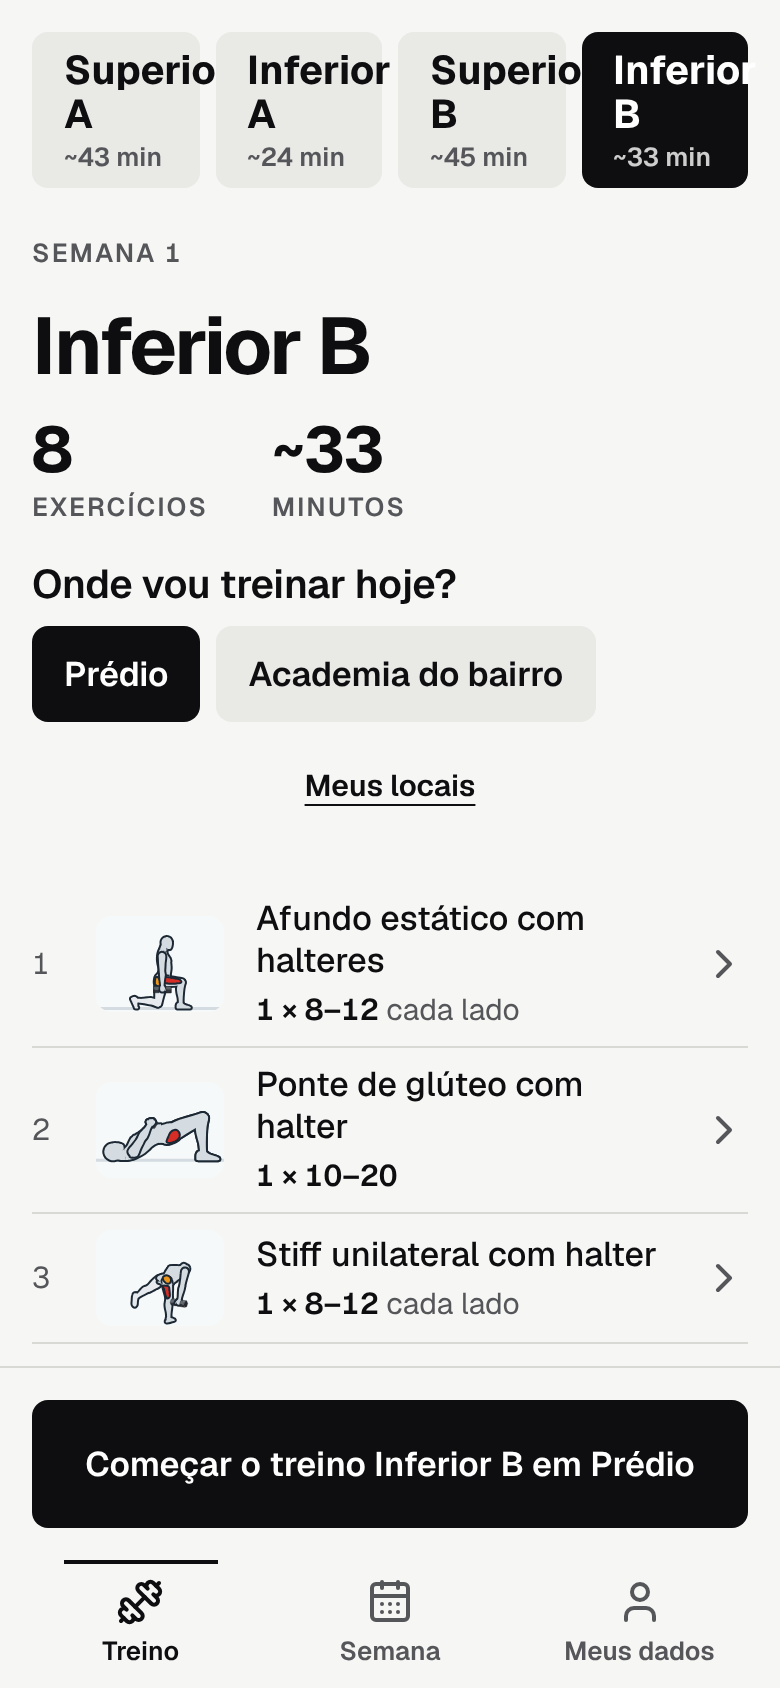 Superio
A
~43 min
Inferior
A
~24 min
Superio
B
~45 min
Inferior
B
~33 min
SEMANA 1
Inferior B
8
EXERCÍCIOS
~33
MINUTOS
Onde vou treinar hoje?
Prédio
Academia do bairro
Meus locais
1
Afundo estático com
halteres
1 × 8–12 cada lado
2
Ponte de glúteo com
halter
1 × 10–20
3
Stiff unilateral com halter
1 × 8–12 cada lado
Começar o treino Inferior B em Prédio
Treino
Semana
Meus dados